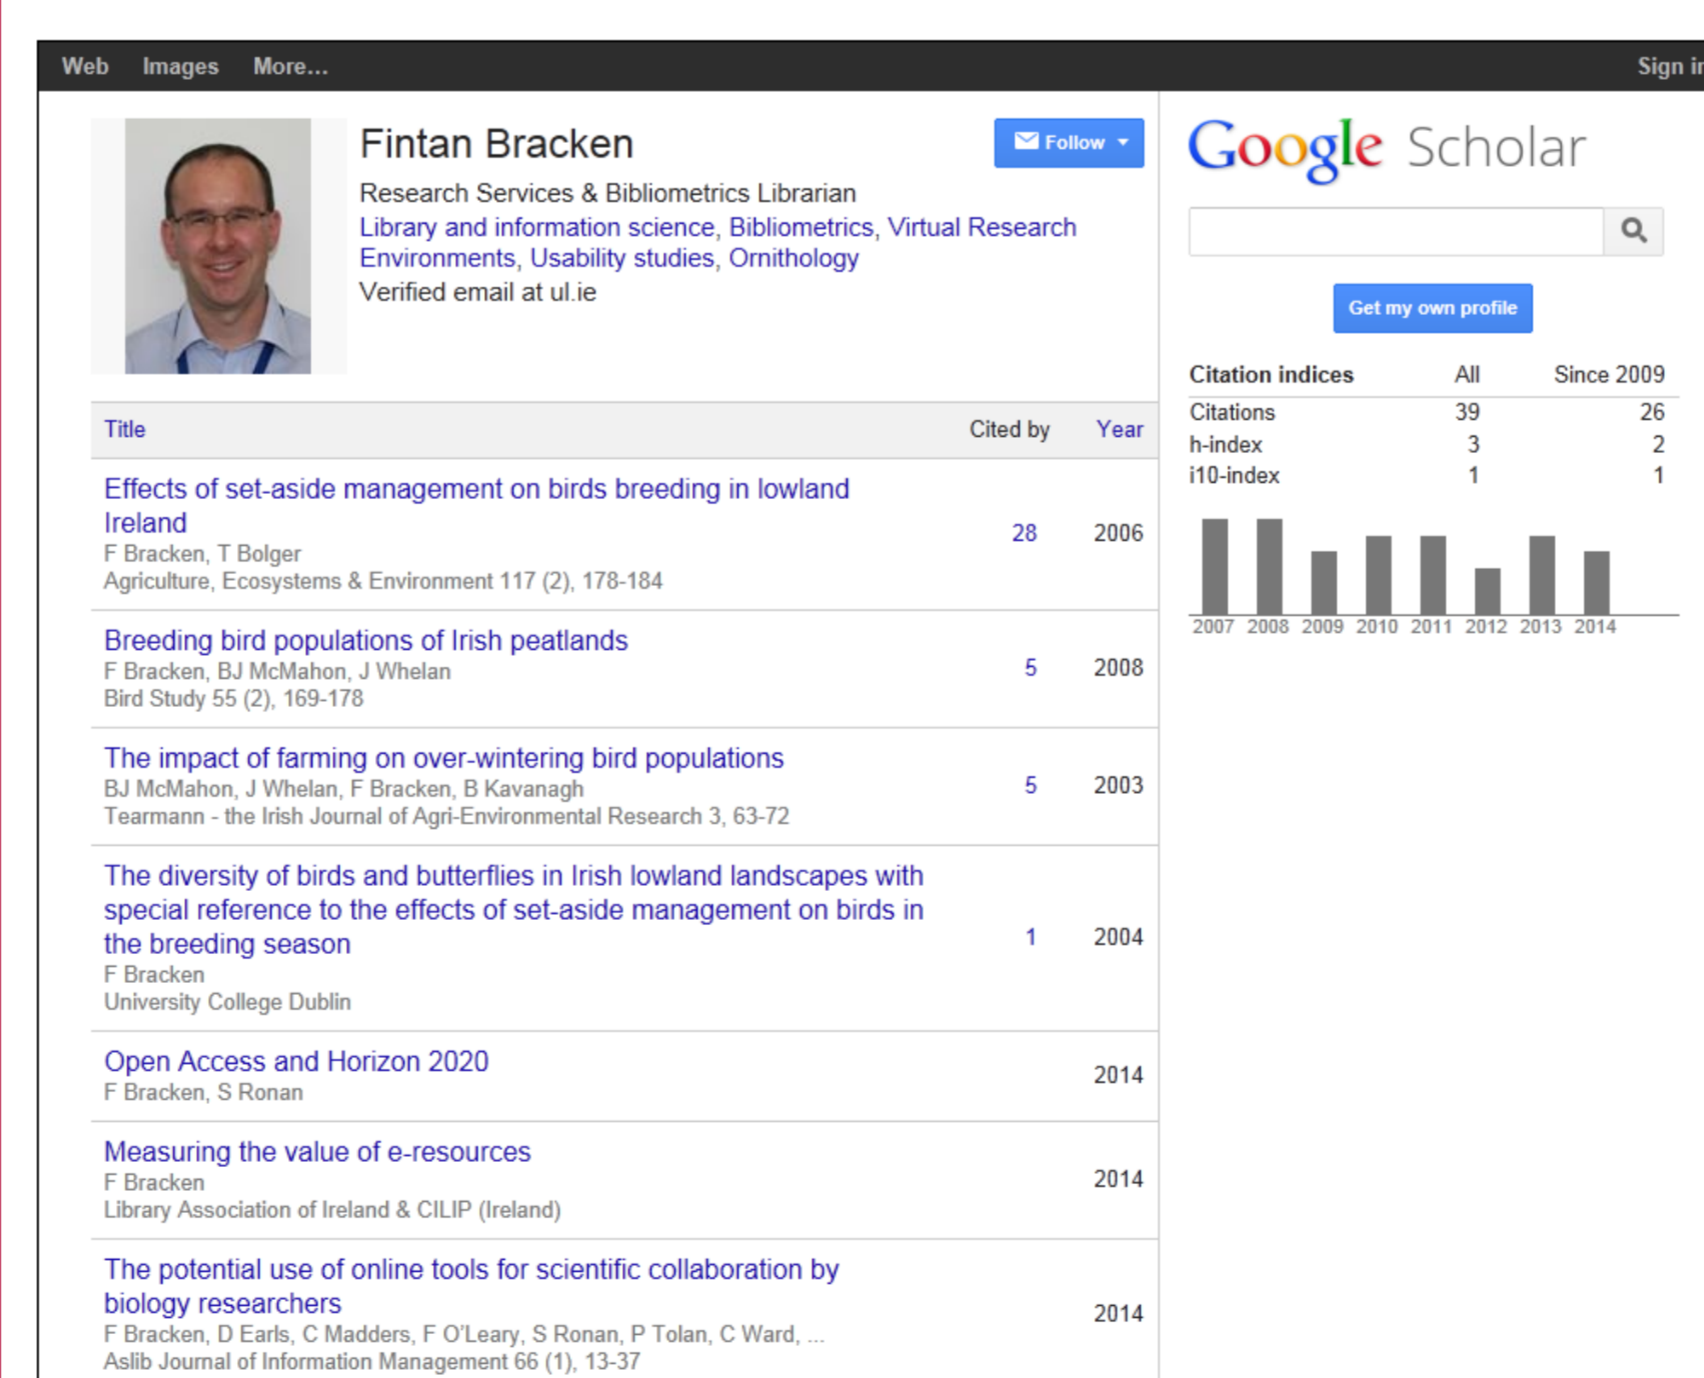 Web Images More...
Sign in
Fintan Bracken
Follow
Research Services & Bibliometrics Librarian
Library and information science, Bibliometrics, Virtual Research
Environments, Usability studies, Ornithology
Verified email at ul.ie
Title Cited by Year
Effects of set-aside management on birds breeding in lowland
Ireland
28 2006
F Bracken, T Bolger
Agriculture, Ecosystems & Environment 117 (2), 178-184
Breeding bird populations of Irish peatlands
F Bracken, BJ McMahon, J Whelan
5 2008
Bird Study 55 (2), 169-178
The impact of farming on over-wintering bird populations
BJ McMahon, J Whelan, F Bracken, B Kavanagh
5 2003
Tearmann - the Irish Journal of Agri-Environmental Research 3, 63-72
The diversity of birds and butterflies in Irish lowland landscapes with
special reference to the effects of set-aside management on birds in
the breeding season
1 2004
F Bracken
University College Dublin
Open Access and Horizon 2020
2014
F Bracken, S Ronan
Measuring the value of e-resources
F Bracken
2014
Library Association of Ireland & CILIP (Ireland)
The potential use of online tools for scientific collaboration by
biology researchers
2014
F Bracken, D Earls, C Madders, F O'Leary, S Ronan, P Tolan, C Ward, ...
Aslib Journal of Information Management 66 (1), 13-37
Google Scholar
Get my own profile
Citation indices All Since 2009
Citations 39 26
h-index 3 2
i10-index 1 1
2007 2008 2009 2010 2011 2012 2013 2014